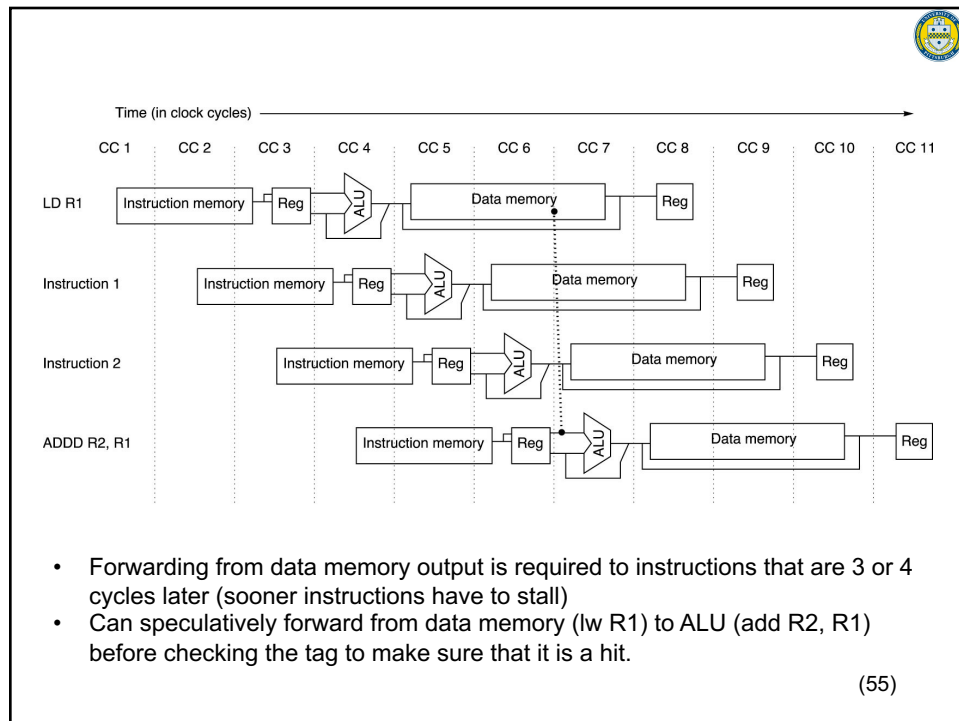 Time (in clock cycles)
CC 1 CC 2 CC 3 CC 4 CC 5 CC 6 CC 7 CC 8 CC 9 CC 10 CC 11
LD R1 Instruction memory Reg ALU Data memory Reg
Instruction 1 Instruction memory Reg ALU Data memory Reg
Instruction 2 Instruction memory Reg ALU Data memory Reg
ADDD R2, R1 Instruction memory Reg ALU Data memory Reg
• Forwarding from data memory output is required to instructions that are 3 or 4
cycles later (sooner instructions have to stall)
• Can speculatively forward from data memory (lw R1) to ALU (add R2, R1)
before checking the tag to make sure that it is a hit.
(55)